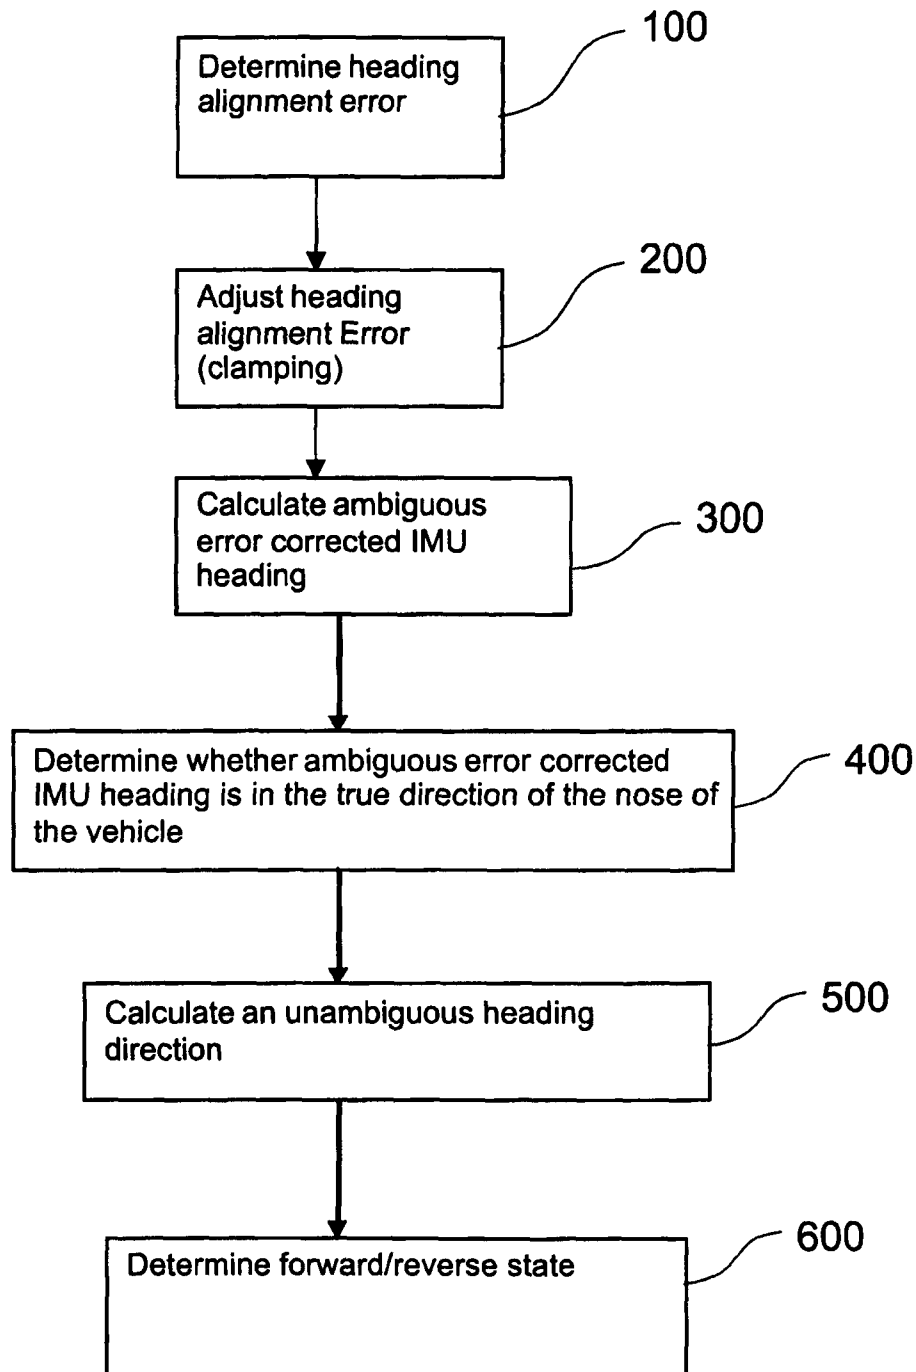 100
Determine heading
alignment error
200
Adjust heading
alignment Error
(clamping)
Calculate ambiguous
error corrected IMU
heading
300
Determine whether ambiguous error corrected
IMU heading is in the true direction of the nose of
the vehicle
400
Calculate an unambiguous heading
direction
500
Determine forward/reverse state
600